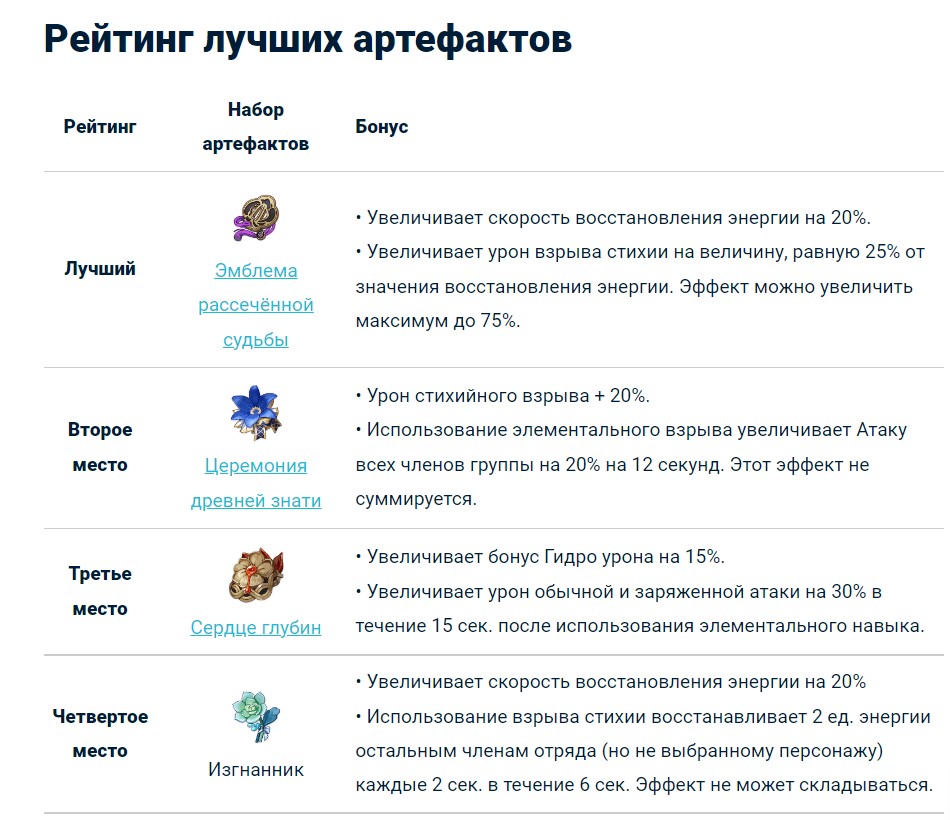 Рейтинг лучших артефактов
Рейтинг
Набор
артефактов
Бонус
Лучший
Эмблема
рассечённой
судьбы
• Увеличивает скорость восстановления энергии на 20%.
• Увеличивает урон взрыва стихии на величину, равную 25% от
значения восстановления энергии. Эффект можно увеличить
максимум до 75%.
Второе
место
Церемония
древней знати
• Урон стихийного взрыва + 20%.
• Использование элементального взрыва увеличивает Атаку
всех членов группы на 20% на 12 секунд. Этот эффект не
суммируется.
Третье
место
Сердце глубин
• Увеличивает бонус Гидро урона на 15%.
• Увеличивает урон обычной и заряженной атаки на 30% в
течение 15 сек. после использования элементального навыка.
Четвертое
место
Изгнанник
• Увеличивает скорость восстановления энергии на 20%
• Использование взрыва стихии восстанавливает 2 ед. энергии
остальным членам отряда (но не выбранному персонажу)
каждые 2 сек. в течение 6 сек. Эффект не может складываться.